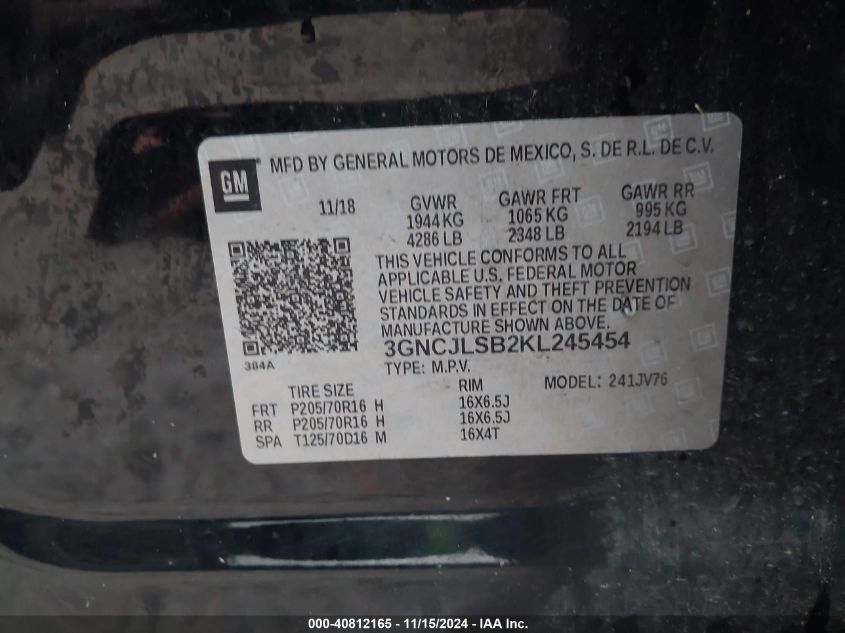 GM
MFD BY GENERAL MOTORS DE MEXICO, S. DE R.L. DE C.V.
11/18 GVWR GAWR FRT GAWR RR
1944 KG 1065 KG 995 KG
4286 LB 2348 LB 2194 LB
THIS VEHICLE CONFORMS TO ALL
APPLICABLE U.S. FEDERAL MOTOR
VEHICLE SAFETY AND THEFT PREVENTION
STANDARDS IN EFFECT ON THE DATE OF
MANUFACTURE SHOWN ABOVE.
3GNCJLSB2KL245454
384A
TYPE: M.P.V. MODEL: 241JV76
TIRE SIZE RIM
FRT P205/70R16 H 16X6.5J
RR P205/70R16 H 16X6.5J
SPA T125/70D16 M 16X4T
000-40812165 - 11/15/2024 - IAA Inc.